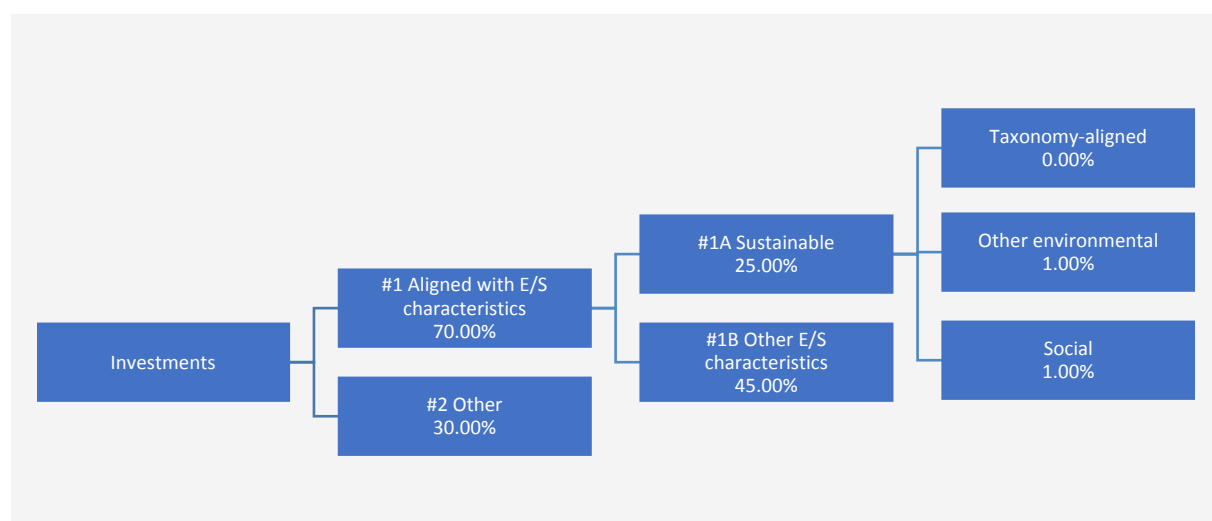 Investments
#1 Aligned with E/S
characteristics
70.00%
#2 Other
30.00%
#1A Sustainable
25.00%
#1B Other E/S
characteristics
45.00%
Taxonomy-aligned
0.00%
Other environmental
1.00%
Social
1.00%